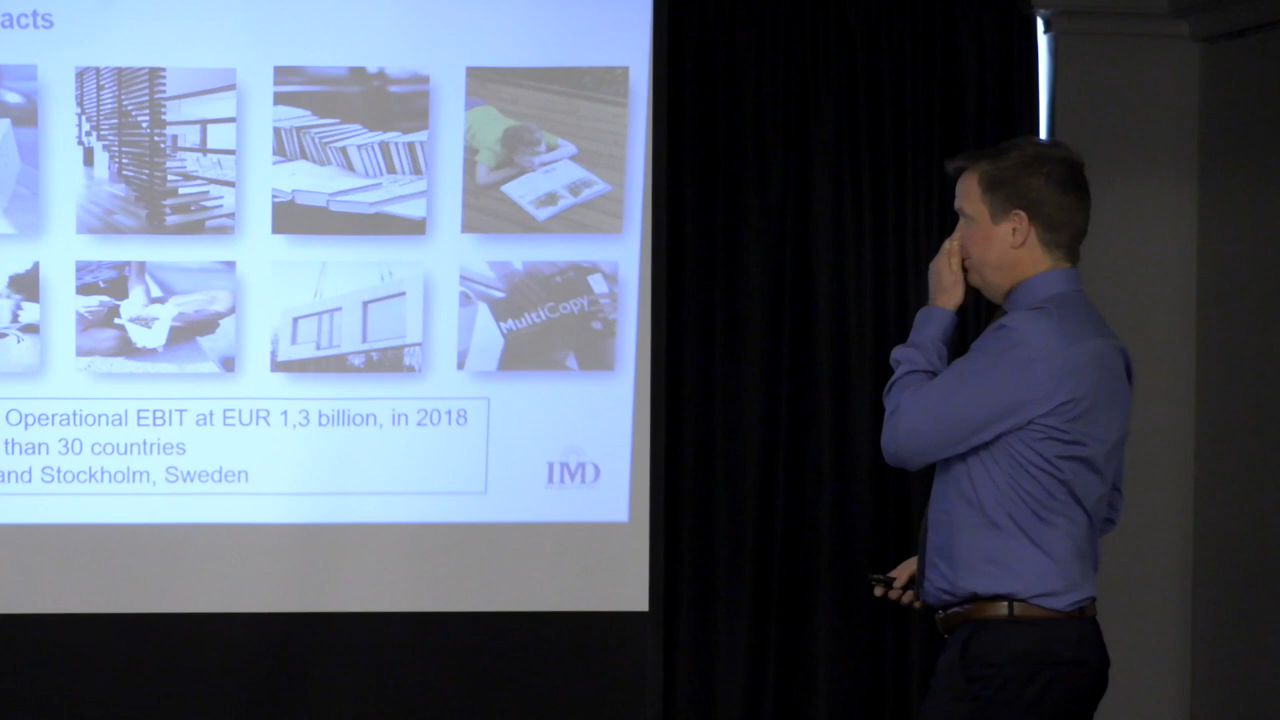 acts
MultiCopy
Operational EBIT at EUR 1,3 billion, in 2018
than 30 countries
and Stockholm, Sweden
IMD